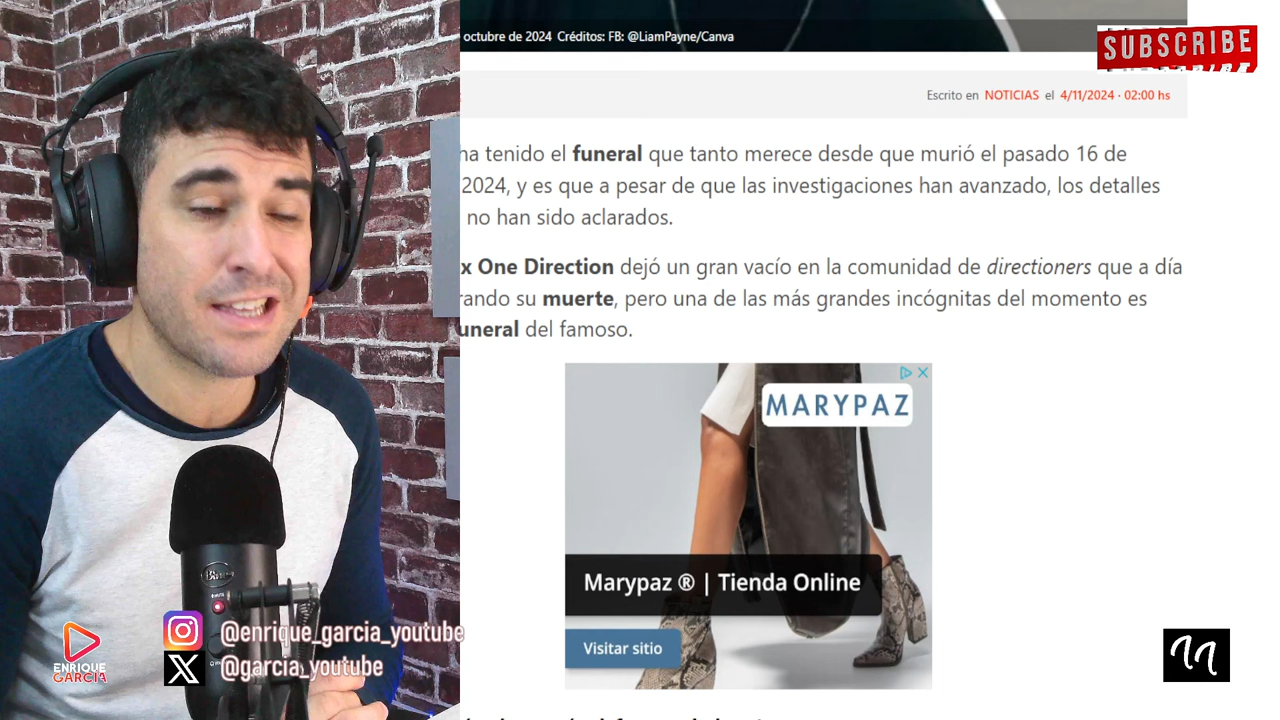 octubre de 2024 Créditos: FB: @LiamPayne/Canva
SUBSCRIBE
Escrito en NOTICIAS el 4/11/2024 · 02:00 hs
ha tenido el funeral que tanto merece desde que murió el pasado 16 de
2024, y es que a pesar de que las investigaciones han avanzado, los detalles
no han sido aclarados.
x One Direction dejó un gran vacío en la comunidad de directioners que a día
rando su muerte, pero una de las más grandes incógnitas del momento es
uneral del famoso.
MARYPAZ
Marypaz ® | Tienda Online
Visitar sitio
Blue
@enrique_garcia_youtube
@garcia_youtube
ENRIQUE
GARCIA